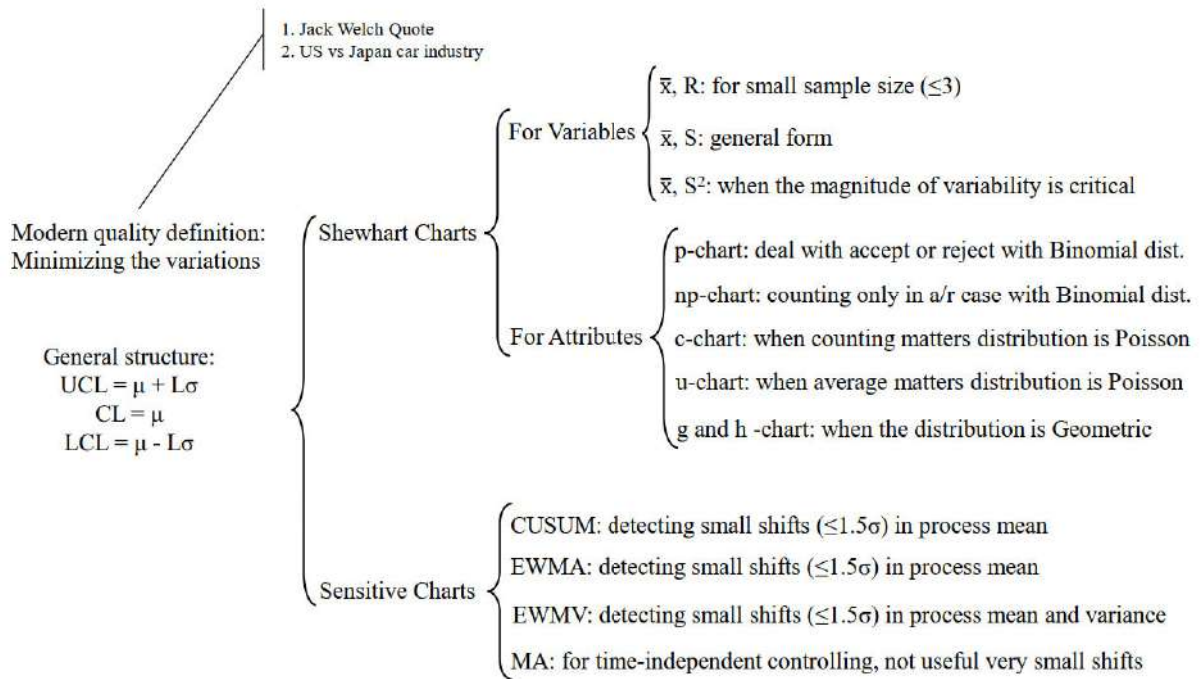 1. Jack Welch Quote
2. US vs Japan car industry
Modern quality definition:
Minimizing the variations
General structure:
UCL = μ + Lσ
CL = μ
LCL = μ - Lσ
Shewhart Charts
For Variables
x̅, R: for small sample size (≤3)
x̅, S: general form
x̅, S²: when the magnitude of variability is critical
For Attributes
p-chart: deal with accept or reject with Binomial dist.
np-chart: counting only in a/r case with Binomial dist.
c-chart: when counting matters distribution is Poisson
u-chart: when average matters distribution is Poisson
g and h -chart: when the distribution is Geometric
Sensitive Charts
CUSUM: detecting small shifts (≤1.5σ) in process mean
EWMA: detecting small shifts (≤1.5σ) in process mean
EWMV: detecting small shifts (≤1.5σ) in process mean and variance
MA: for time-independent controlling, not useful very small shifts